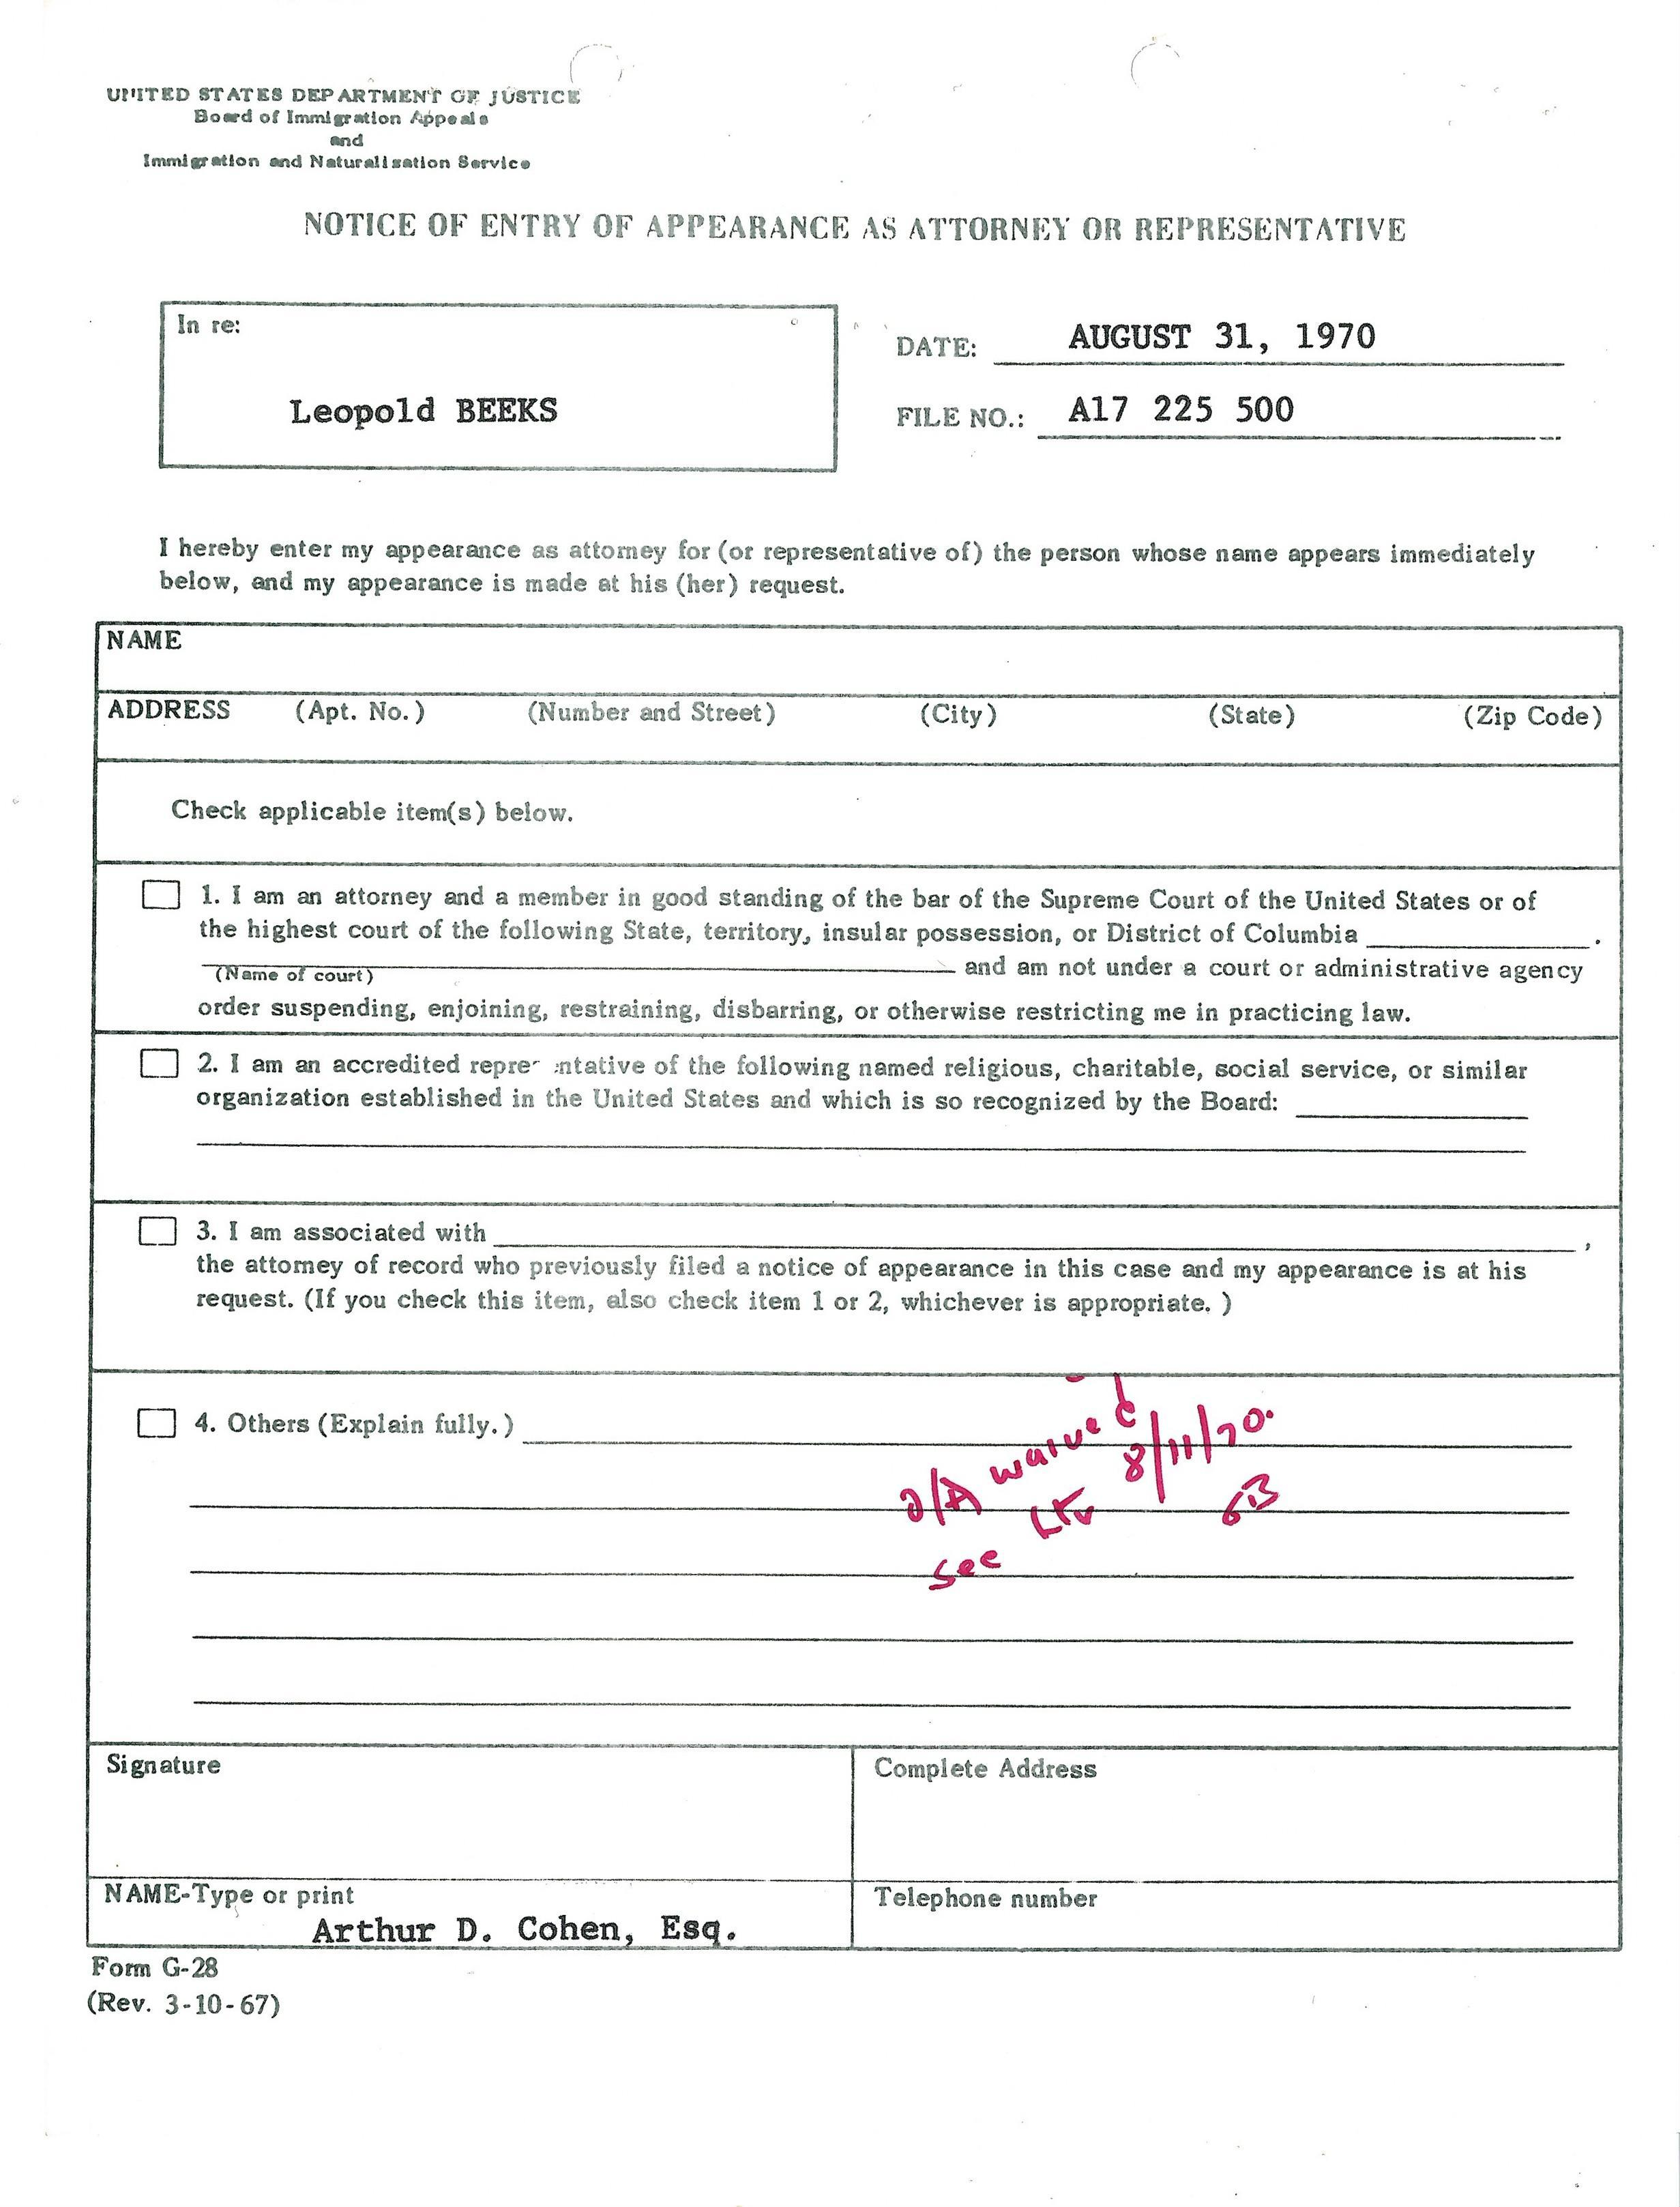 UNITED STATES DEPARTMENT OF JUSTICE
Board of Immigration Appeals
and
Immigration and Naturalization Service
NOTICE OF ENTRY OF APPEARANCE AS ATTORNEY OR REPRESENTATIVE
In re:
Leopold BEEKS
DATE: AUGUST 31, 1970
FILE NO.: A17 225 500
I hereby enter my appearance as attorney for (or representative of) the person whose name appears immediately
below, and my appearance is made at his (her) request.
NAME
ADDRESS (Apt. No.) (Number and Street) (City) (State) (Zip Code)
Check applicable item(s) below.
1. I am an attorney and a member in good standing of the bar of the Supreme Court of the United States or of
the highest court of the following State, territory, insular possession, or District of Columbia
(Name of court) and am not under a court or administrative agency
order suspending, enjoining, restraining, disbarring, or otherwise restricting me in practicing law.
2. I am an accredited representative of the following named religious, charitable, social service, or similar
organization established in the United States and which is so recognized by the Board:
3. I am associated with ,
the attorney of record who previously filed a notice of appearance in this case and my appearance is at his
request. (If you check this item, also check item 1 or 2, whichever is appropriate. )
4. Others (Explain fully.)
waived
see 8/11/70.
Signature
Complete Address
NAME-Type or print
Arthur D. Cohen, Esq.
Telephone number
Form G-28
(Rev. 3-10-67)